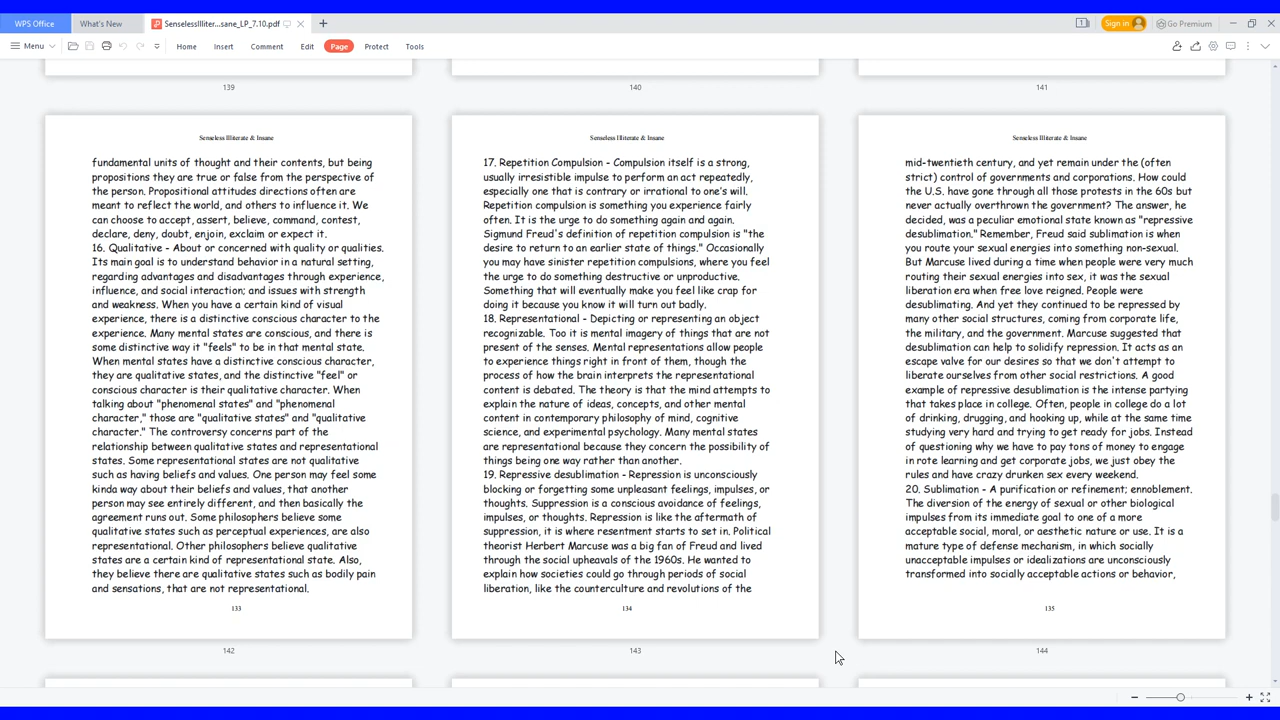 WPS Office
What's New
SenselessIlliter...sane_LP_7.10.pdf
Sign in
Go Premium
Menu
Home
Insert
Comment
Edit
Page
Protect
Tools
139
140
141
Senseless Illiterate & Insane
fundamental units of thought and their contents, but being
propositions they are true or false from the perspective of
the person. Propositional attitudes directions often are
meant to reflect the world, and others to influence it. We
can choose to accept, assert, believe, command, contest,
declare, deny, doubt, enjoin, exclaim or expect it.
16. Qualitative - About or concerned with quality or qualities.
Its main goal is to understand behavior in a natural setting,
regarding advantages and disadvantages through experience,
influence, and social interaction; and issues with strength
and weakness. When you have a certain kind of visual
experience, there is a distinctive conscious character to the
experience. Many mental states are conscious, and there is
some distinctive way it "feels" to be in that mental state.
When mental states have a distinctive conscious character,
they are qualitative states, and the distinctive "feel" or
conscious character is their qualitative character. When
talking about "phenomenal states" and "phenomenal
character," those are "qualitative states" and "qualitative
character." The controversy concerns part of the
relationship between qualitative states and representational
states. Some representational states are not qualitative
such as having beliefs and values. One person may feel some
kinda way about their beliefs and values, that another
person may see entirely different, and then basically the
agreement runs out. Some philosophers believe some
qualitative states such as perceptual experiences, are also
representational. Other philosophers believe qualitative
states are a certain kind of representational state. Also,
they believe there are qualitative states such as bodily pain
and sensations, that are not representational.
133
142
Senseless Illiterate & Insane
17. Repetition Compulsion - Compulsion itself is a strong,
usually irresistible impulse to perform an act repeatedly,
especially one that is contrary or irrational to one's will.
Repetition compulsion is something you experience fairly
often. It is the urge to do something again and again.
Sigmund Freud's definition of repetition compulsion is "the
desire to return to an earlier state of things." Occasionally
you may have sinister repetition compulsions, where you feel
the urge to do something destructive or unproductive.
Something that will eventually make you feel like crap for
doing it because you know it will turn out badly.
18. Representational - Depicting or representing an object
recognizable. Too it is mental imagery of things that are not
present of the senses. Mental representations allow people
to experience things right in front of them, though the
process of how the brain interprets the representational
content is debated. The theory is that the mind attempts to
explain the nature of ideas, concepts, and other mental
content in contemporary philosophy of mind, cognitive
science, and experimental psychology. Many mental states
are representational because they concern the possibility of
things being one way rather than another.
19. Repressive desublimation - Repression is unconsciously
blocking or forgetting some unpleasant feelings, impulses, or
thoughts. Suppression is a conscious avoidance of feelings,
impulses, or thoughts. Repression is like the aftermath of
suppression, it is where resentment starts to set in. Political
theorist Herbert Marcuse was a big fan of Freud and lived
through the social upheavals of the 1960s. He wanted to
explain how societies could go through periods of social
liberation, like the counterculture and revolutions of the
134
143
Senseless Illiterate & Insane
mid-twentieth century, and yet remain under the (often
strict) control of governments and corporations. How could
the U.S. have gone through all those protests in the 60s but
never actually overthrown the government? The answer, he
decided, was a peculiar emotional state known as "repressive
desublimation." Remember, Freud said sublimation is when
you route your sexual energies into something non-sexual.
But Marcuse lived during a time when people were very much
routing their sexual energies into sex, it was the sexual
liberation era when free love reigned. People were
desublimating. And yet they continued to be repressed by
many other social structures, coming from corporate life,
the military, and the government. Marcuse suggested that
desublimation can help to solidify repression. It acts as an
escape valve for our desires so that we don't attempt to
liberate ourselves from other social restrictions. A good
example of repressive desublimation is the intense partying
that takes place in college. Often, people in college do a lot
of drinking, drugging, and hooking up, while at the same time
studying very hard and trying to get ready for jobs. Instead
of questioning why we have to pay tons of money to engage
in rote learning and get corporate jobs, we just obey the
rules and have crazy drunken sex every weekend.
20. Sublimation - A purification or refinement; ennoblement.
The diversion of the energy of sexual or other biological
impulses from its immediate goal to one of a more
acceptable social, moral, or aesthetic nature or use. It is a
mature type of defense mechanism, in which socially
unacceptable impulses or idealizations are unconsciously
transformed into socially acceptable actions or behavior,
135
144